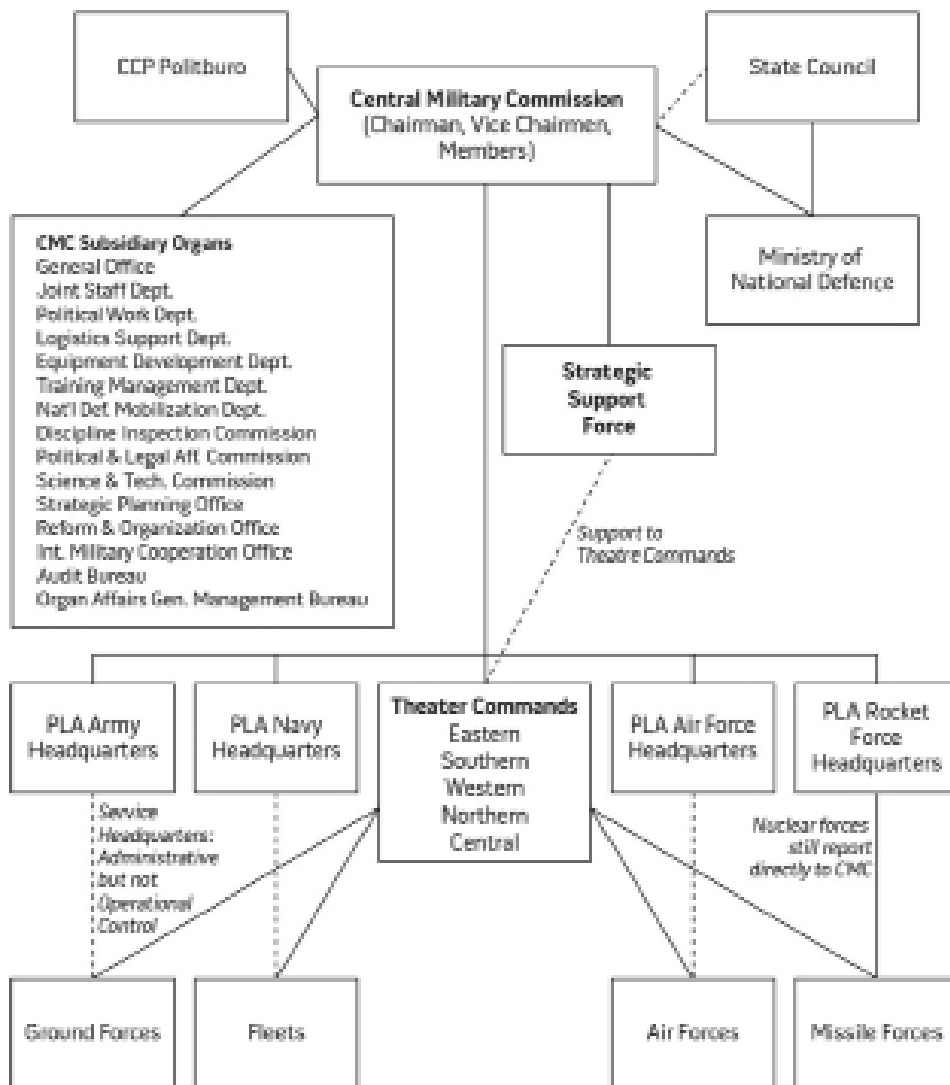 CCP Politburo
Central Military Commission
(Chairman, Vice Chairmen,
Members)
State Council
CMC Subsidiary Organs
General Office
Joint Staff Dept.
Political Work Dept.
Logistics Support Dept.
Equipment Development Dept.
Training Management Dept.
Nat'l Def. Mobilization Dept.
Discipline Inspection Commission
Political & Legal Aff. Commission
Science & Tech. Commission
Strategic Planning Office
Reform & Organization Office
Int. Military Cooperation Office
Audit Bureau
Organ Affairs Gen. Management Bureau
Ministry of
National Defence
Strategic
Support
Force
Support to
Theatre Commands
PLA Army
Headquarters
PLA Navy
Headquarters
Theater Commands
Eastern
Southern
Western
Northern
Central
PLA Air Force
Headquarters
PLA Rocket
Force
Headquarters
Service
Headquarters:
Administrative
but not
Operational
Control
Nuclear forces
still report
directly to CMC
Ground Forces
Fleets
Air Forces
Missile Forces